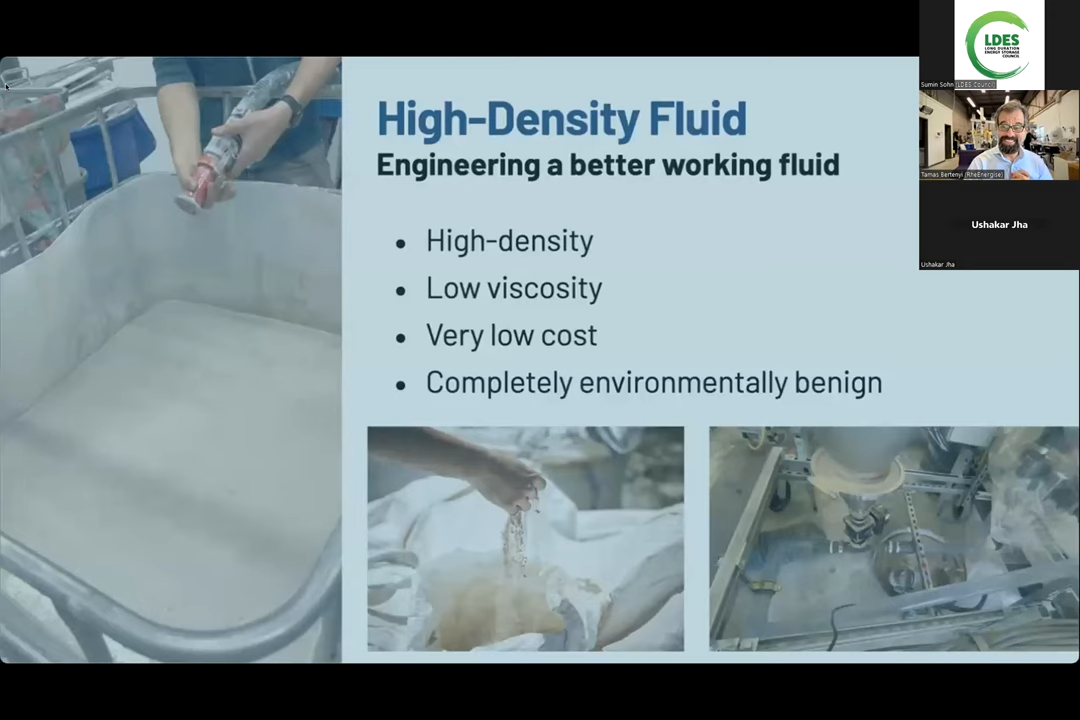 High-Density Fluid
Engineering a better working fluid
• High-density
• Low viscosity
• Very low cost
• Completely environmentally benign
LDES
LONG DURATION
ENERGY STORAGE
COUNCIL
Sumin Sohn (LDES Council)
Tamas Bertenyi (RheEnergise)
Ushakar Jha
Ushakar Jha